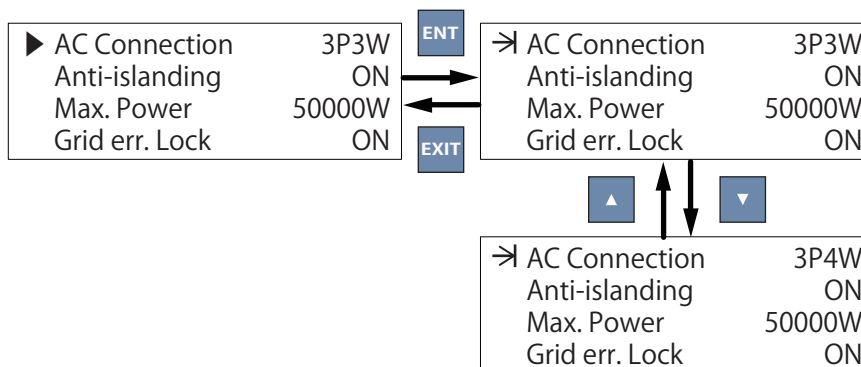 ▶ AC Connection 3P3W
Anti-islanding ON
Max. Power 50000W
Grid err. Lock ON
ENT
EXIT
→| AC Connection 3P3W
Anti-islanding ON
Max. Power 50000W
Grid err. Lock ON
▲ ▼
→| AC Connection 3P4W
Anti-islanding ON
Max. Power 50000W
Grid err. Lock ON